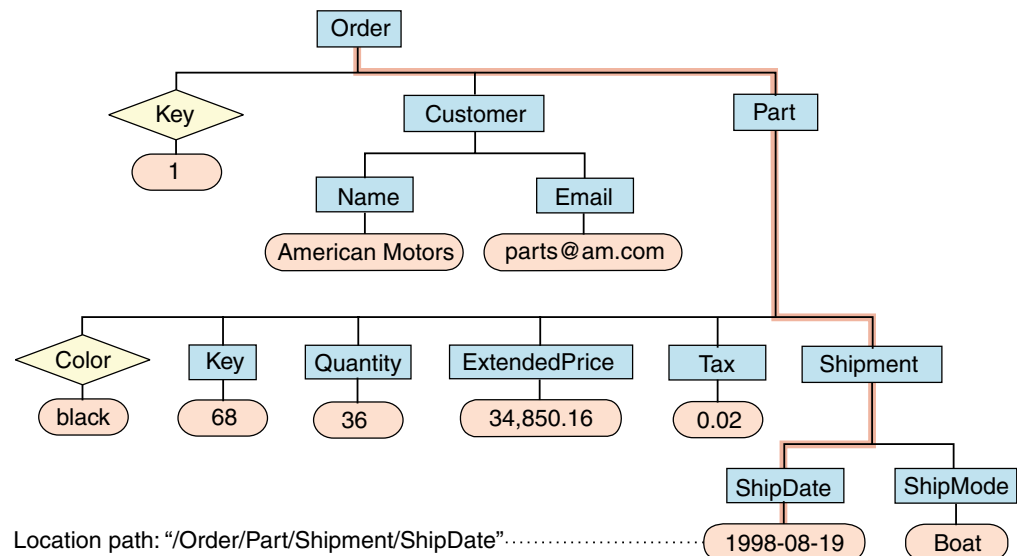 Order
Key
Customer
Part
1
Name
Email
American Motors
parts@am.com
Color
Key
Quantity
ExtendedPrice
Tax
Shipment
black
68
36
34,850.16
0.02
ShipDate
ShipMode
Location path: “/Order/Part/Shipment/ShipDate”
1998-08-19
Boat